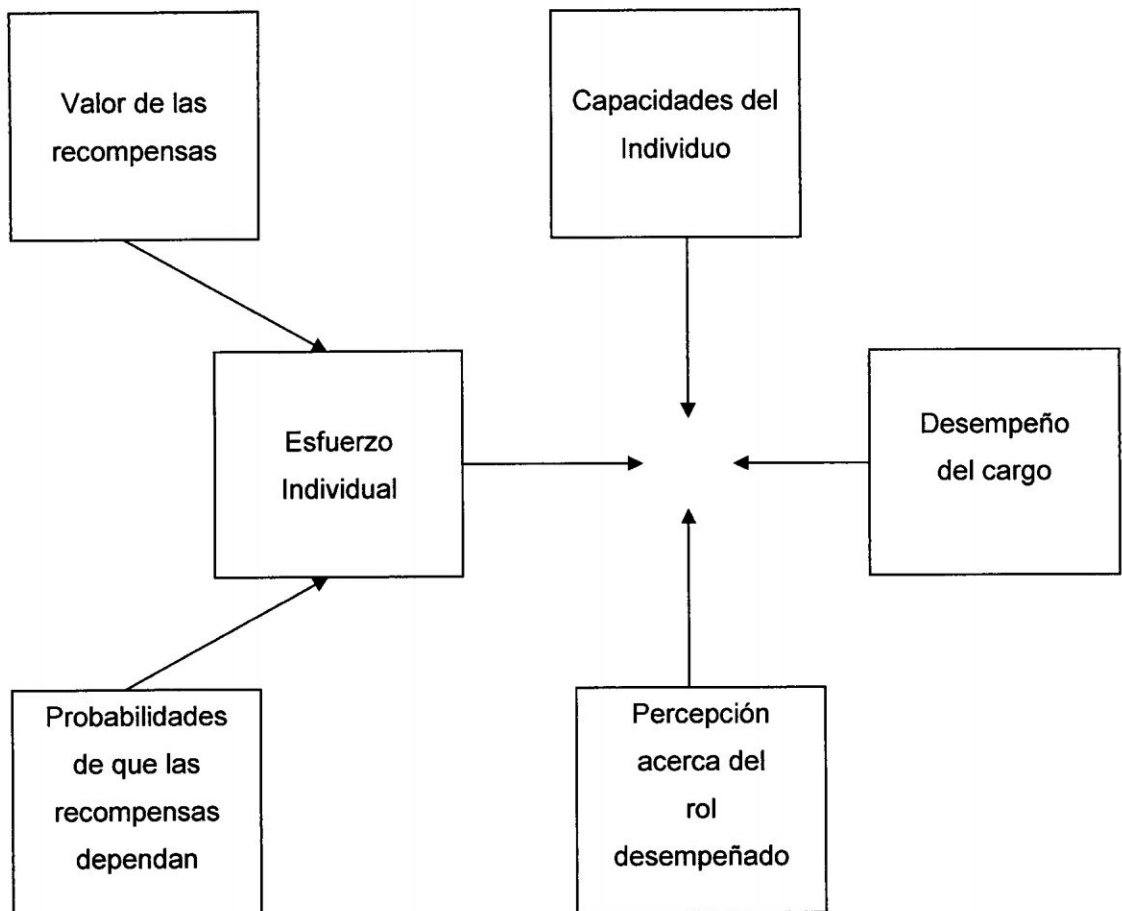 Valor de las
recompensas
Capacidades del
Individuo
Esfuerzo
Individual
Desempeño
del cargo
Probabilidades
de que las
recompensas
dependan
Percepción
acerca del
rol
desempeñado